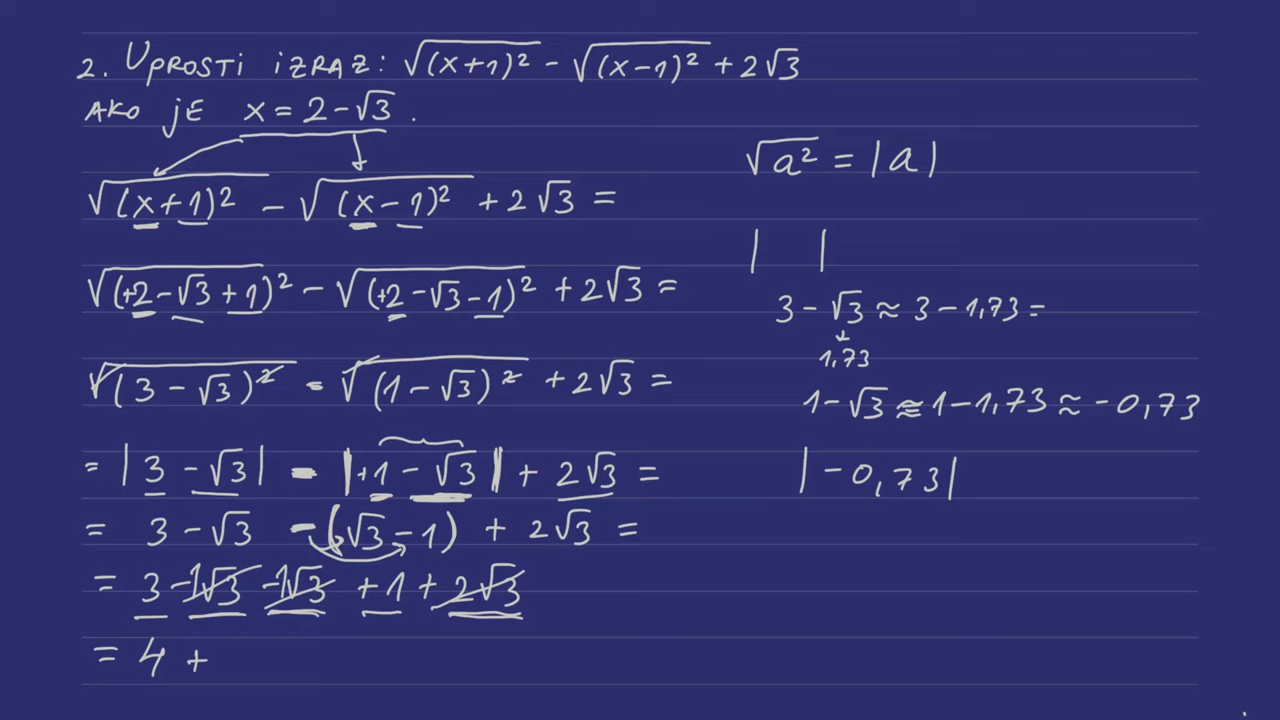 2. UPROSTI IZRAZ: √(x+1)² - √(x-1)² + 2√3
AKO JE x = 2 - √3.
√(x+1)² - √(x-1)² + 2√3 =
√(+2-√3+1)² - √(+2-√3-1)² + 2√3 =
√(3-√3)² - √(1-√3)² + 2√3 =
= |3-√3| - |+1-√3| + 2√3 =
= 3-√3 - (√3-1) + 2√3 =
= 3 -1√3 -1√3 +1 + 2√3
= 4 +
√a² = |a|
| |
3-√3 ≈ 3-1,73 =
1,73
1-√3 ≈ 1-1,73 ≈ -0,73
|-0,73|